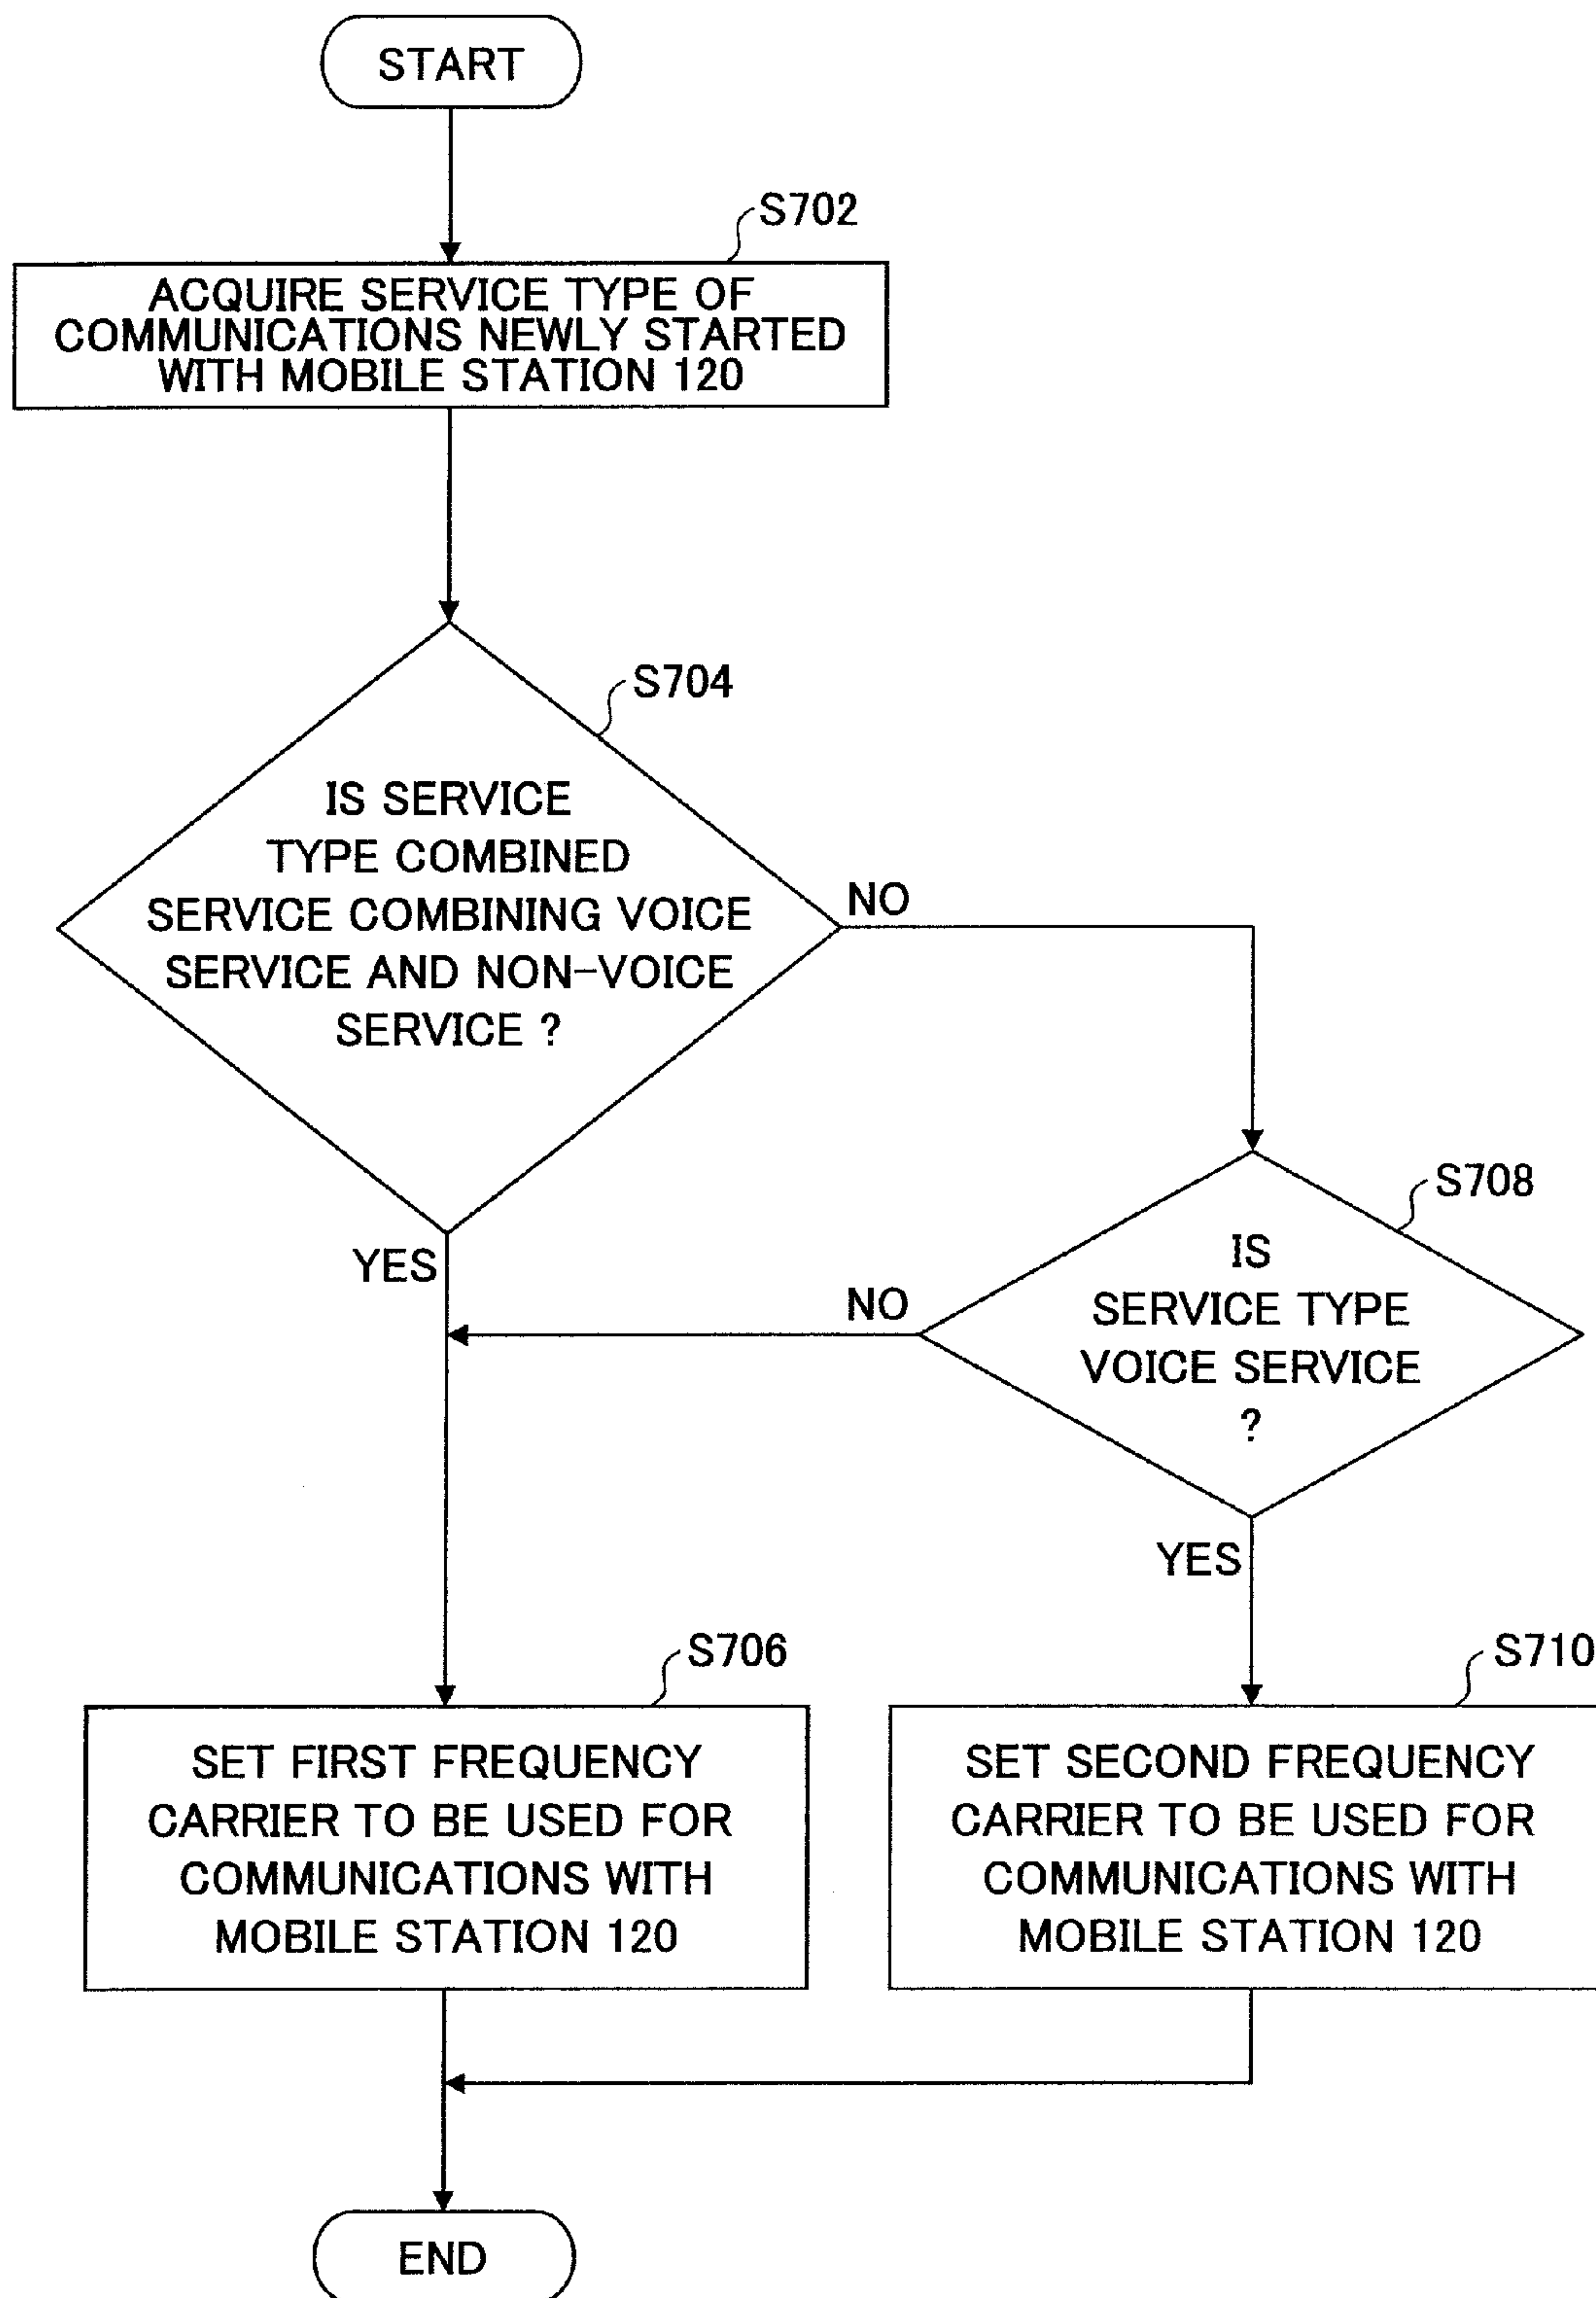 START
S702
ACQUIRE SERVICE TYPE OF
COMMUNICATIONS NEWLY STARTED
WITH MOBILE STATION 120
S704
IS SERVICE
TYPE COMBINED
SERVICE COMBINING VOICE
SERVICE AND NON-VOICE
SERVICE ?
NO
YES
S708
IS
SERVICE TYPE
VOICE SERVICE
?
NO
YES
S706
SET FIRST FREQUENCY
CARRIER TO BE USED FOR
COMMUNICATIONS WITH
MOBILE STATION 120
S710
SET SECOND FREQUENCY
CARRIER TO BE USED FOR
COMMUNICATIONS WITH
MOBILE STATION 120
END